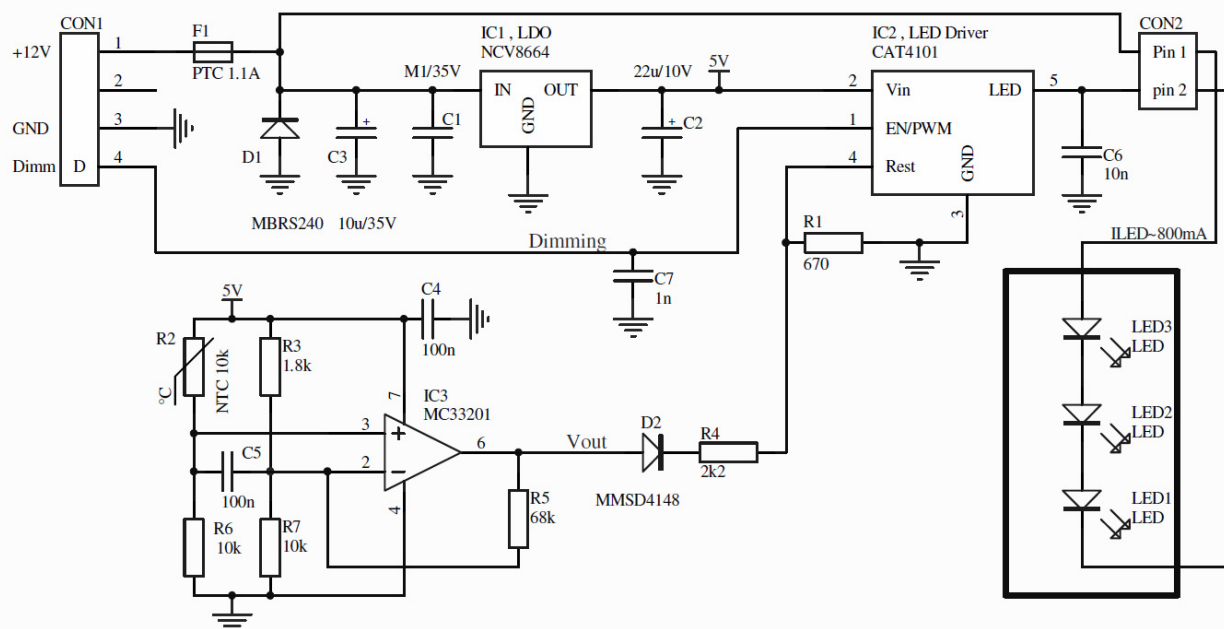 CON1
+12V
1
F1
PTC 1.1A
2
GND
3
Dimm
D
4
D1
MBRS240
C3
+
10u/35V
M1/35V
C1
IC1 , LDO
NCV8664
IN
OUT
GND
22u/10V
5V
+
C2
IC2 , LED Driver
CAT4101
2
Vin
1
EN/PWM
4
Rest
LED
5
GND
3
C6
10n
CON2
Pin 1
pin 2
Dimming
C7
1n
R1
670
ILED~800mA
5V
C4
100n
R2
°C
NTC 10k
R3
1.8k
IC3
MC33201
7
3
+
2
−
6
4
C5
100n
R6
10k
R7
10k
Vout
R5
68k
D2
MMSD4148
R4
2k2
LED3
LED
LED2
LED
LED1
LED